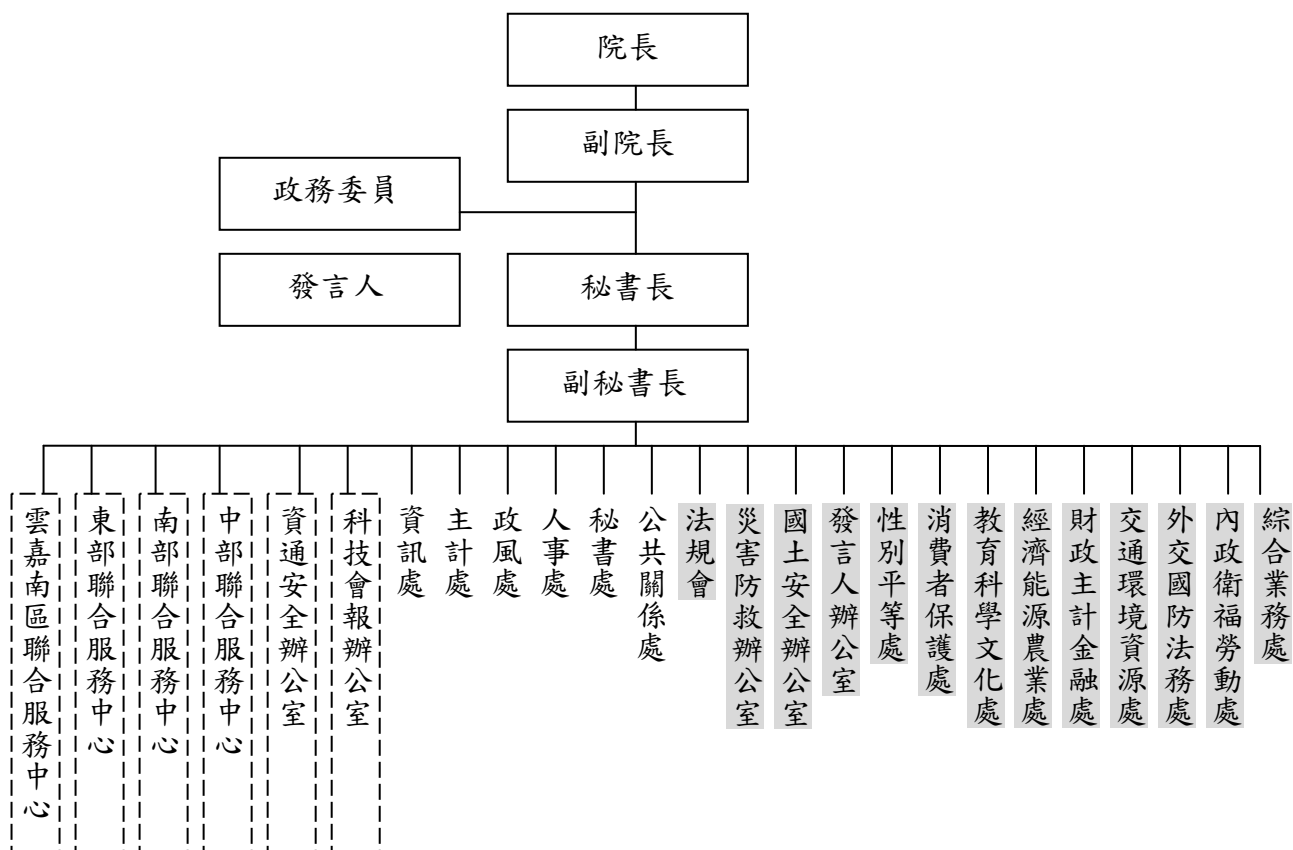 院長
副院長
政務委員
發言人
秘書長
副秘書長
雲嘉南區聯合服務中心
東部聯合服務中心
南部聯合服務中心
中部聯合服務中心
資通安全辦公室
科技會報辦公室
資訊處
主計處
政風處
人事處
秘書處
公共關係處
法規會
災害防救辦公室
國土安全辦公室
發言人辦公室
性別平等處
消費者保護處
教育科學文化處
經濟能源農業處
財政主計金融處
交通環境資源處
外交國防法務處
內政衛福勞動處
綜合業務處